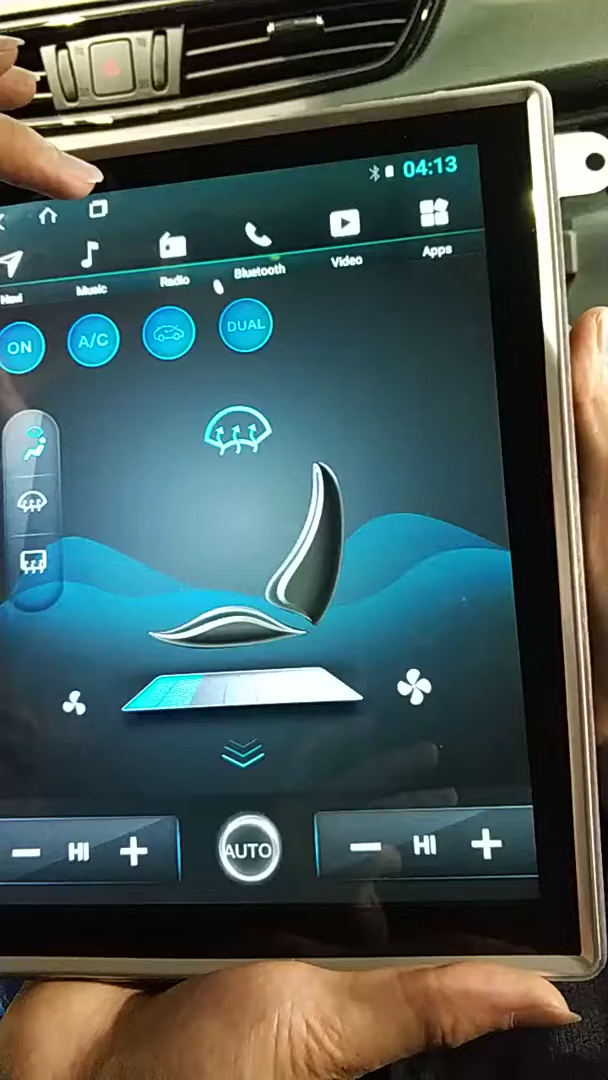 04:13
Navi Music Radio Bluetooth Video Apps
ON A/C DUAL
HI AUTO HI